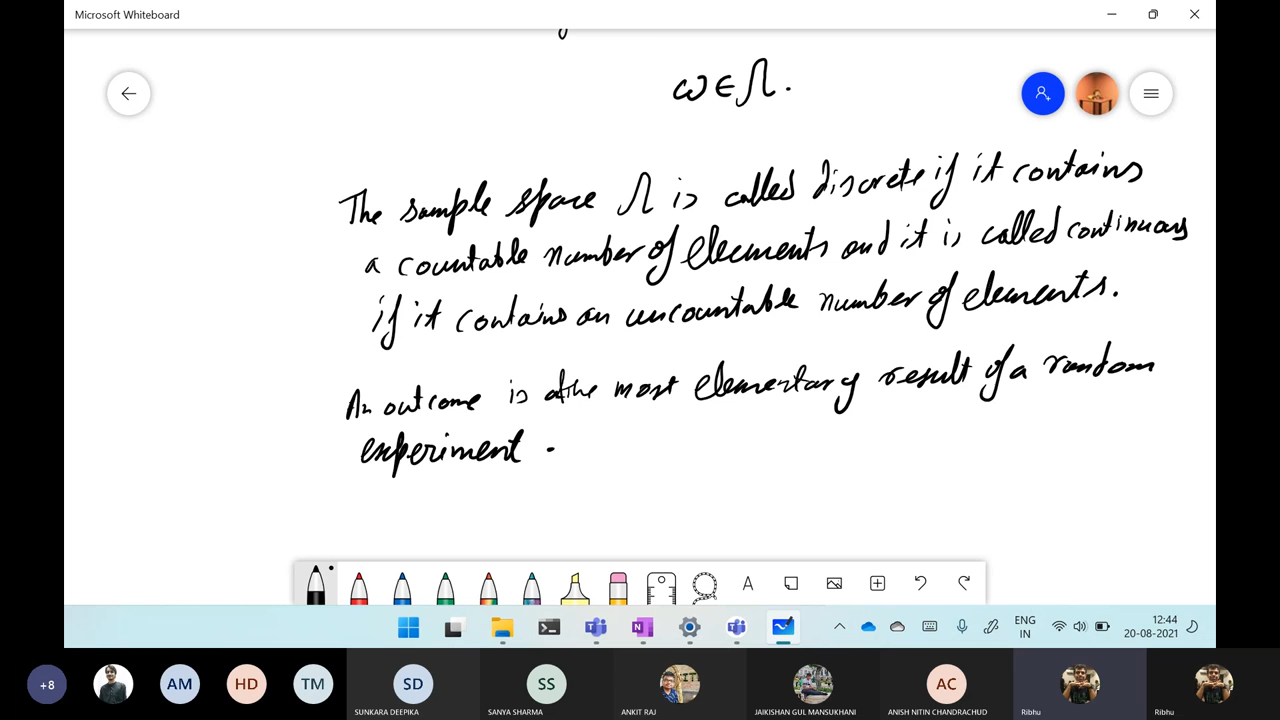 Microsoft Whiteboard
ω ∈ Ω.
The sample space Ω is called discrete if it contains
a countable number of elements and it is called continuous
if it contains an uncountable number of elements.
An outcome is the most elementary result of a random
experiment.
A
ENG
IN
12:44
20-08-2021
+8
AM
HD
TM
SD
SUNKARA DEEPIKA
SS
SANYA SHARMA
ANKIT RAJ
JAIKISHAN GUL MANSUKHANI
AC
ANISH NITIN CHANDRACHUD
Ribhu
Ribhu